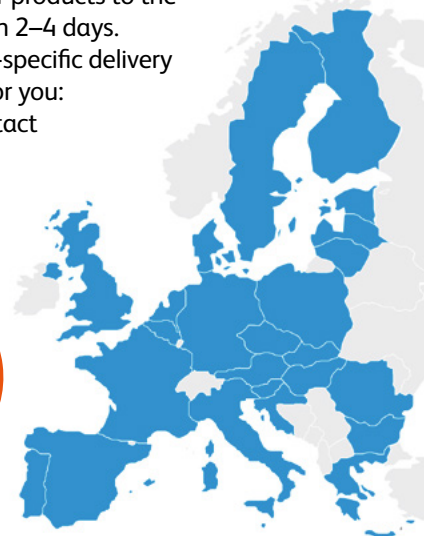 products to the
2–4 days.
-specific delivery
or you:
tact